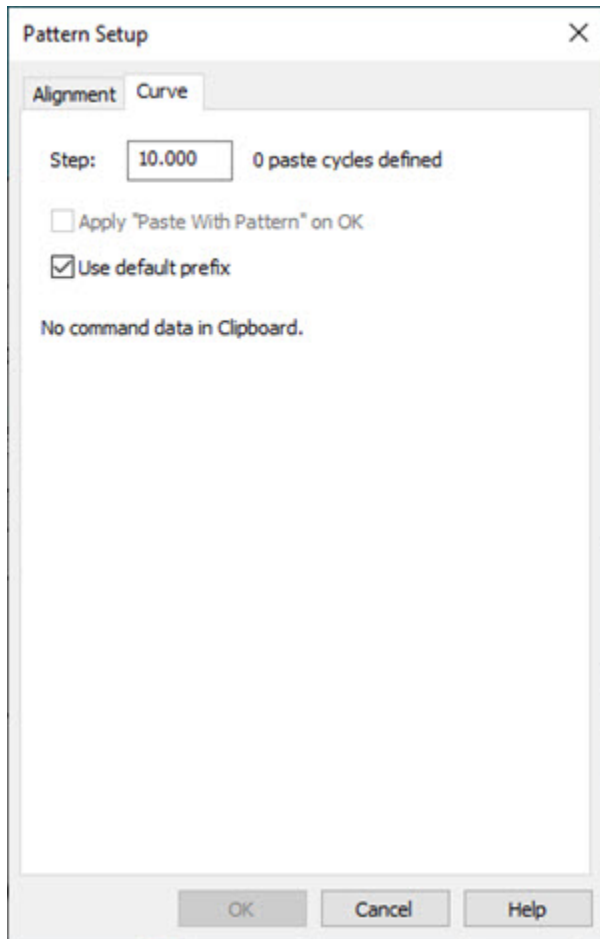 Pattern Setup
Alignment Curve
Step: 10.000 0 paste cycles defined
Apply "Paste With Pattern" on OK
Use default prefix
No command data in Clipboard.
OK Cancel Help